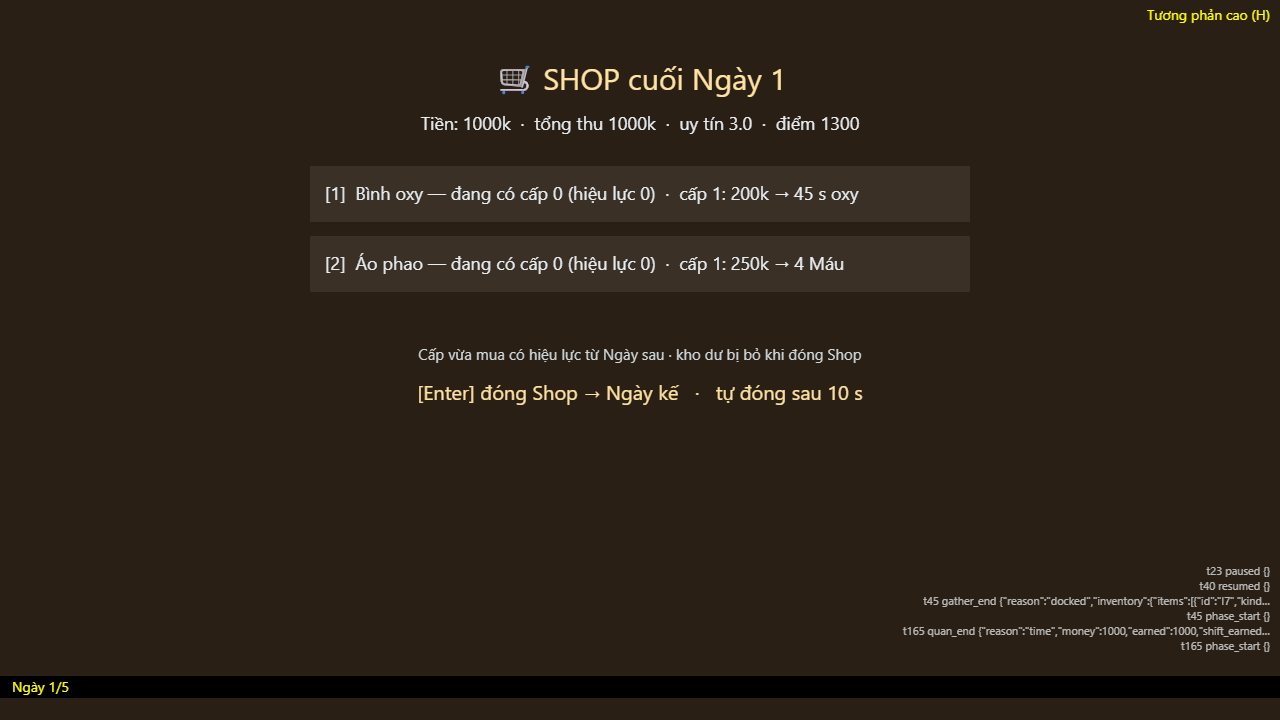 Tương phản cao (H)
🛒 SHOP cuối Ngày 1
Tiền: 1000k · tổng thu 1000k · uy tín 3.0 · điểm 1300
[1] Bình oxy — đang có cấp 0 (hiệu lực 0) · cấp 1: 200k → 45 s oxy
[2] Áo phao — đang có cấp 0 (hiệu lực 0) · cấp 1: 250k → 4 Máu
Cấp vừa mua có hiệu lực từ Ngày sau · kho dư bị bỏ khi đóng Shop
[Enter] đóng Shop → Ngày kế · tự đóng sau 10 s
t23 paused {}
t40 resumed {}
t45 gather_end {"reason":"docked","inventory":{"items":[{"id":"I7","kind...
t45 phase_start {}
t165 quan_end {"reason":"time","money":1000,"earned":1000,"shift_earned...
t165 phase_start {}
Ngày 1/5